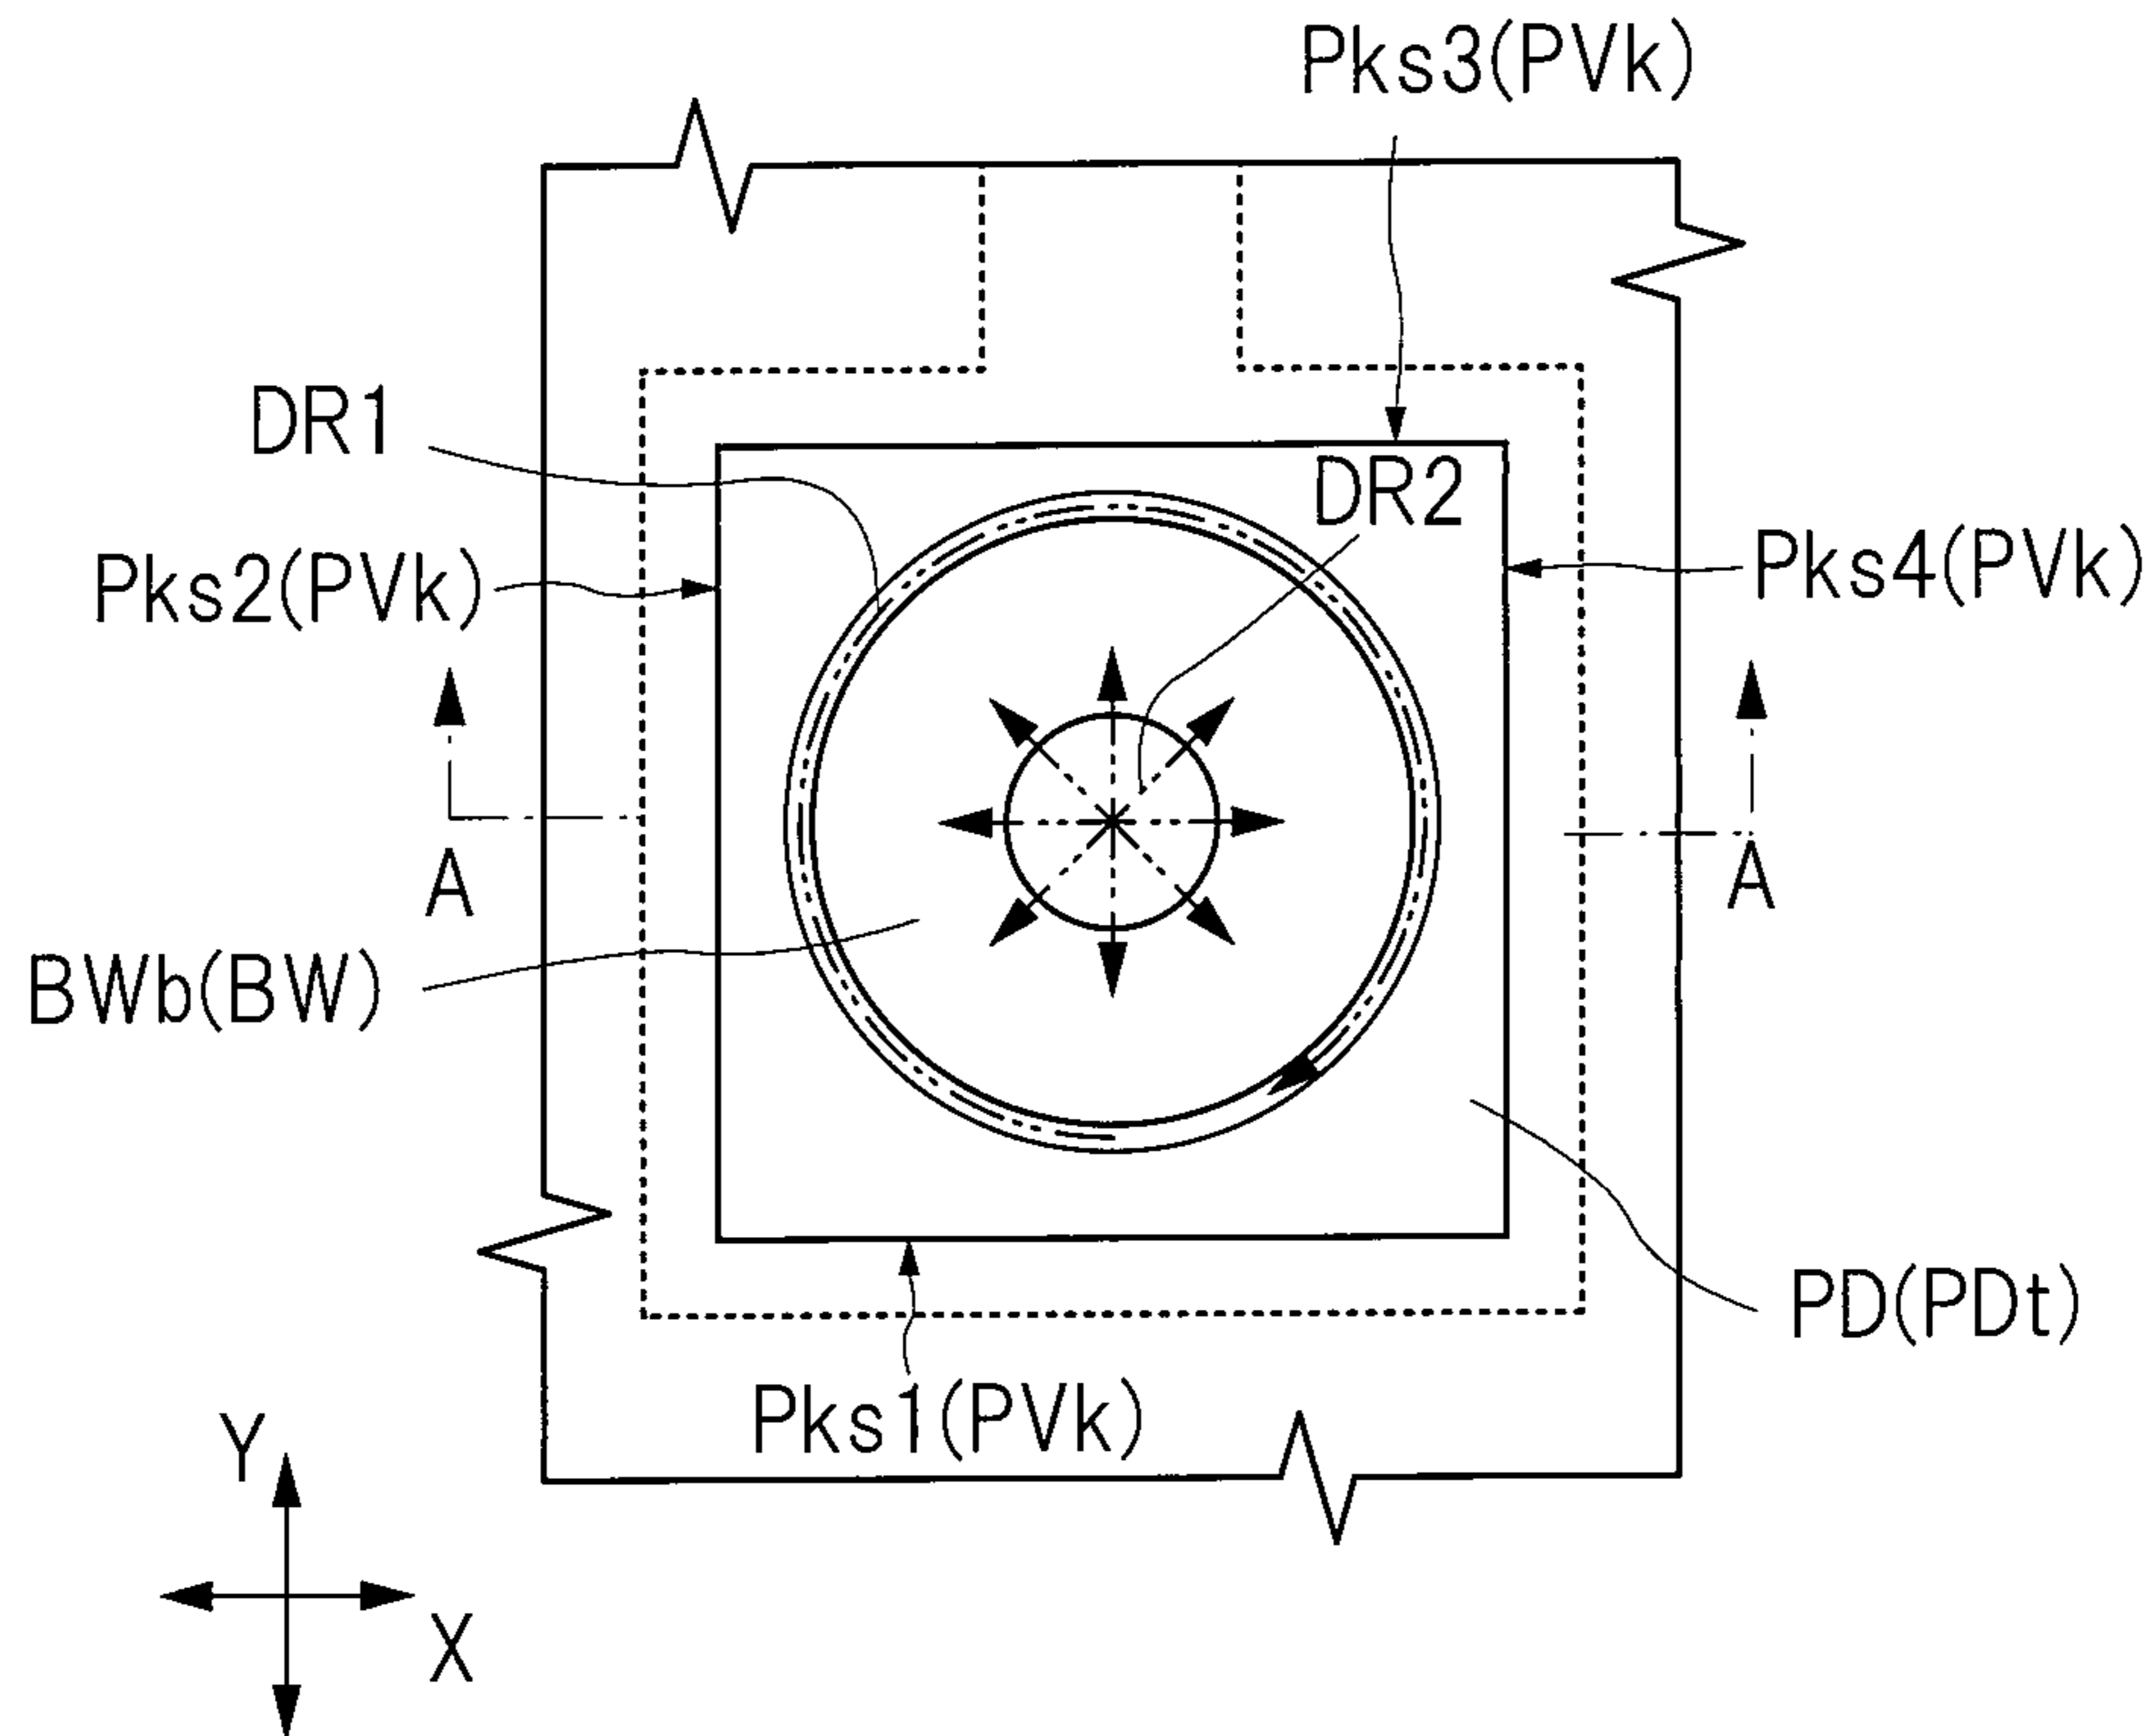 Pks3(PVk)
DR1
DR2
Pks2(PVk)
Pks4(PVk)
A
A
BWb(BW)
PD(PDt)
Pks1(PVk)
Y
X